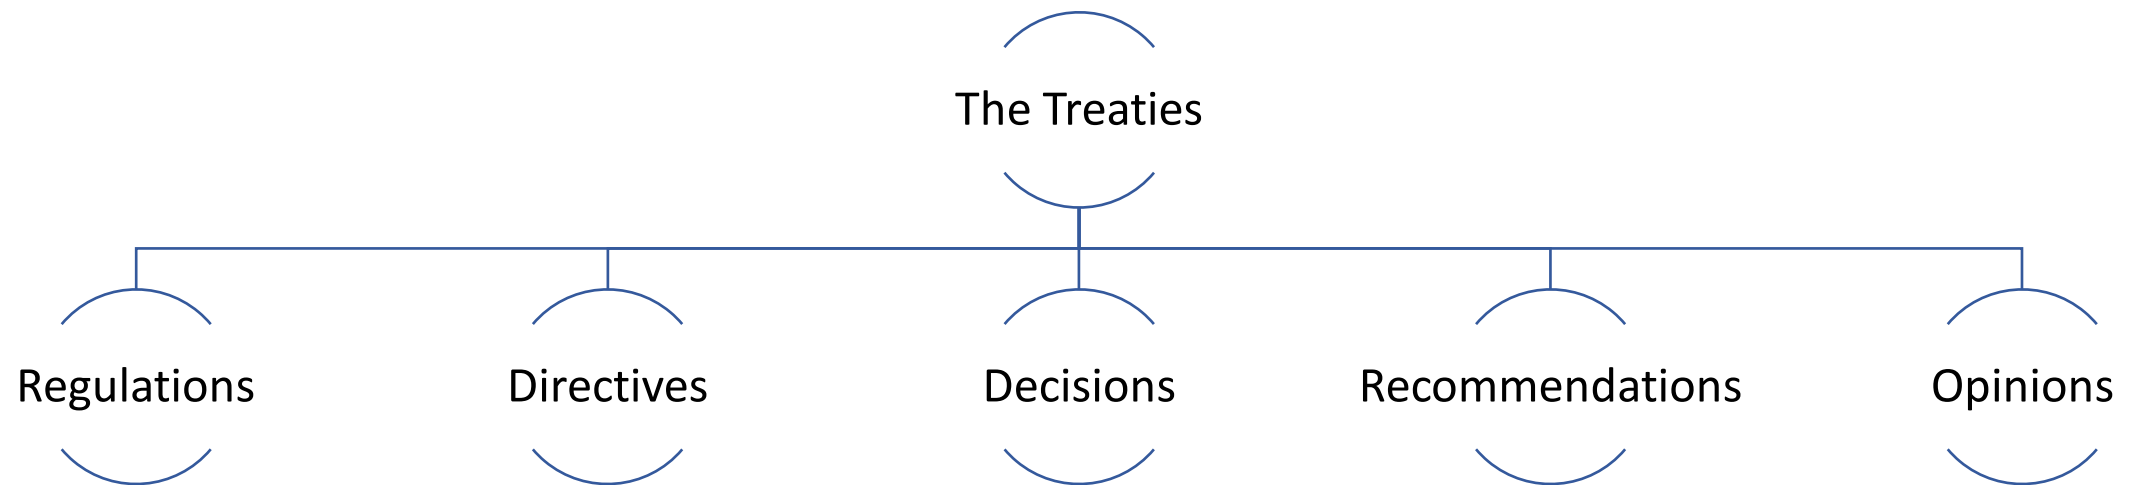 The Treaties
Regulations
Directives
Decisions
Recommendations
Opinions